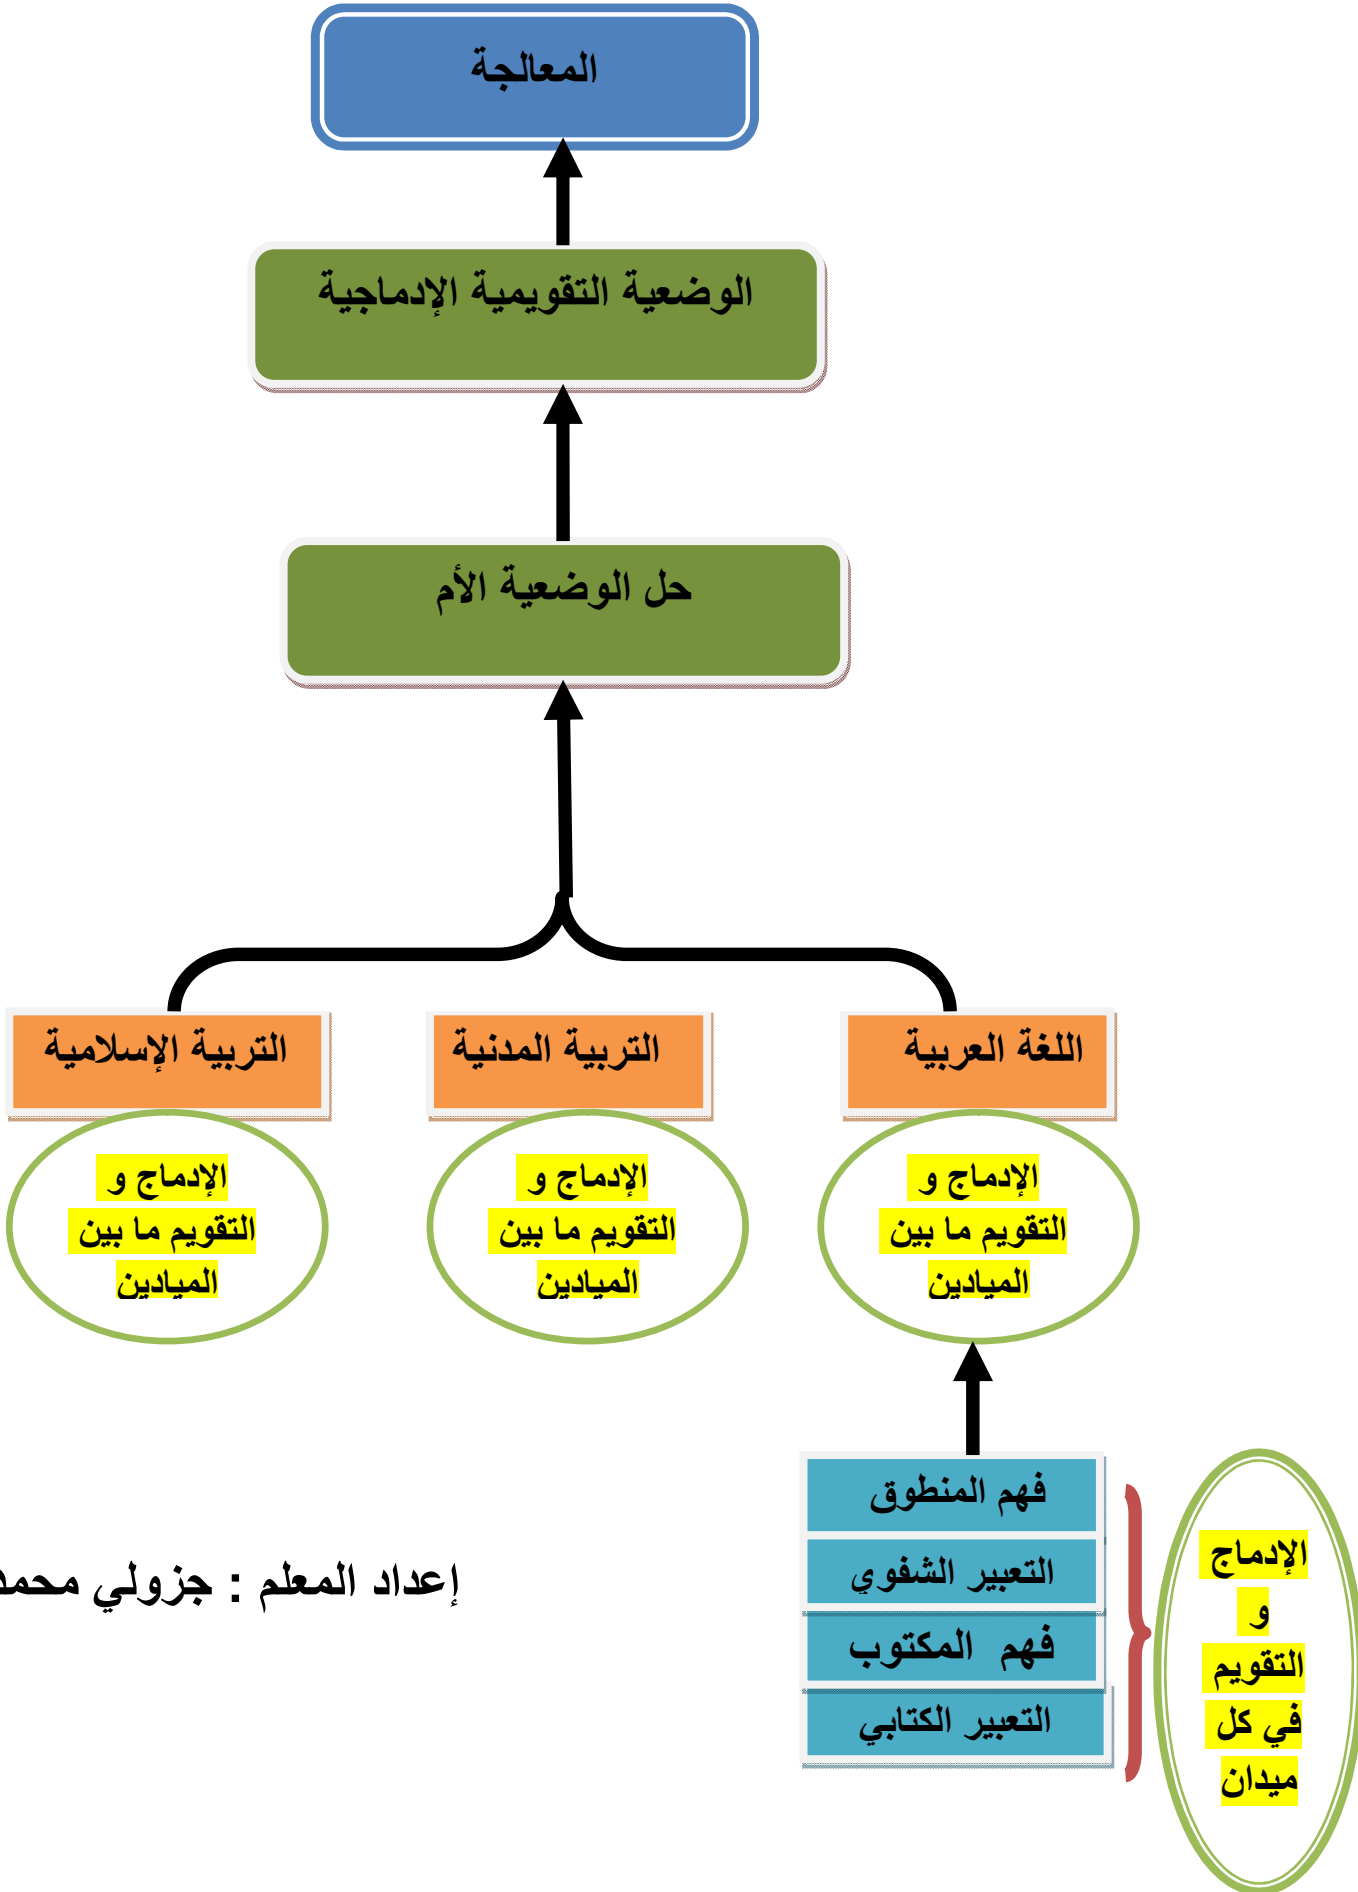 المعالجة
الوضعية التقويمية الإدماجية
حل الوضعية الأم
اللغة العربية
التربية المدنية
التربية الإسلامية
الإدماج و
التقويم ما بين
الميادين
الإدماج و
التقويم ما بين
الميادين
الإدماج و
التقويم ما بين
الميادين
الإدماج
و
التقويم
في كل
ميدان
فهم المنطوق
التعبير الشفوي
فهم المكتوب
التعبير الكتابي
إعداد المعلم : جزولي محمد